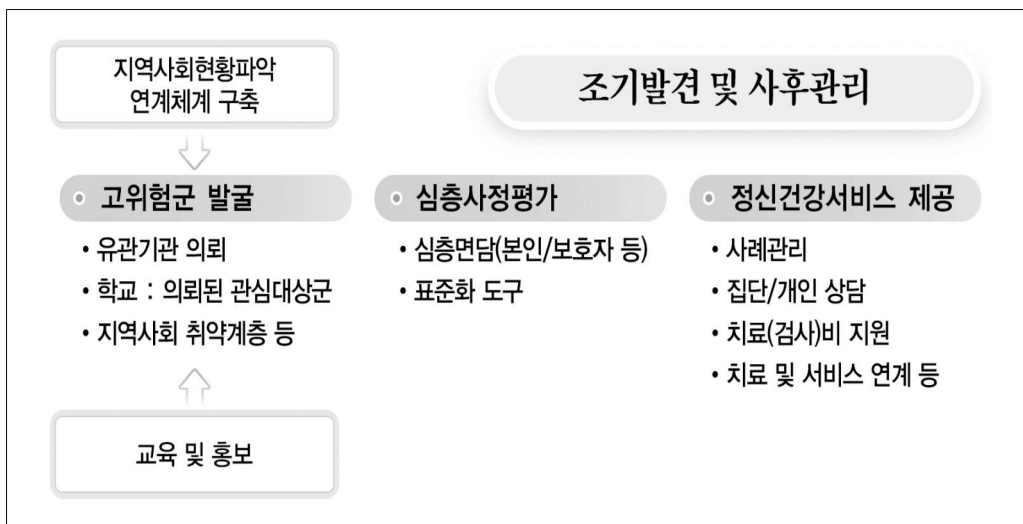 지역사회현황파악
연계체계 구축
조기발견 및 사후관리
고위험군 발굴
• 유관기관 의뢰
• 학교 : 의뢰된 관심대상군
• 지역사회 취약계층 등
심층사정평가
• 심층면담(본인/보호자 등)
• 표준화 도구
정신건강서비스 제공
• 사례관리
• 집단/개인 상담
• 치료(검사)비 지원
• 치료 및 서비스 연계 등
교육 및 홍보